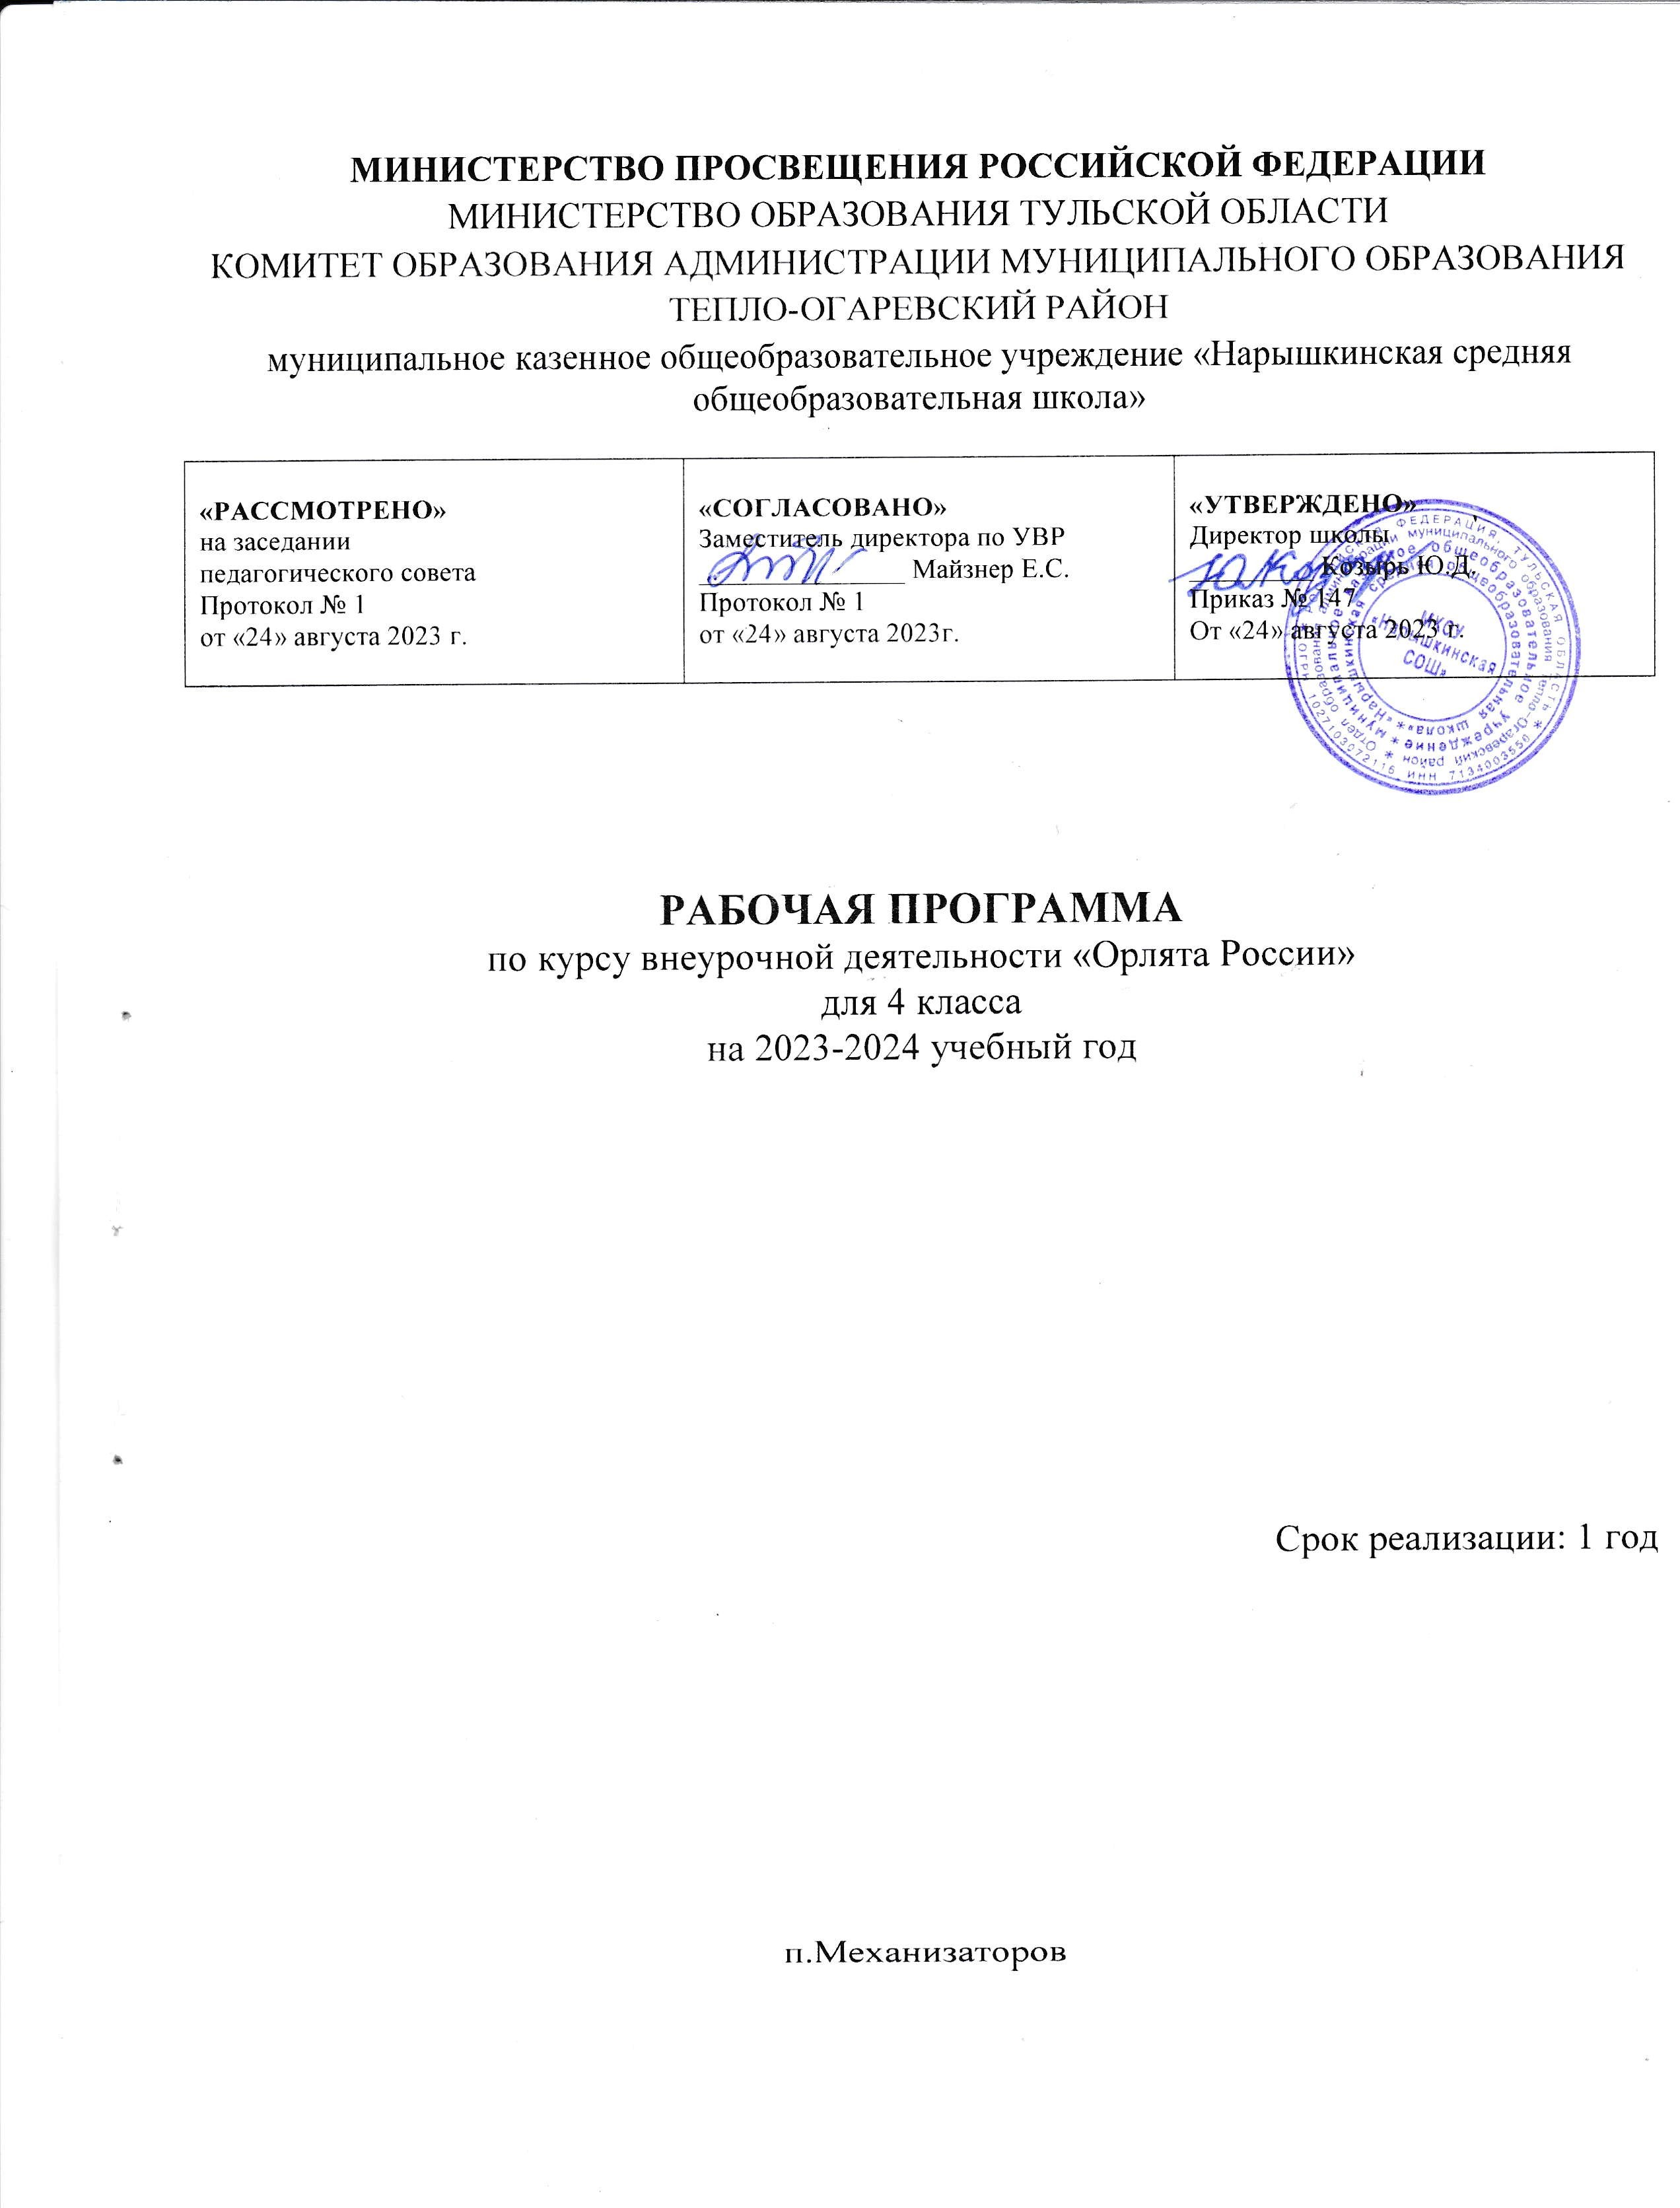 МИНИСТЕРСТВО ПРОСВЕЩЕНИЯ РОССИЙСКОЙ ФЕДЕРАЦИИ
МИНИСТЕРСТВО ОБРАЗОВАНИЯ ТУЛЬСКОЙ ОБЛАСТИ
КОМИТЕТ ОБРАЗОВАНИЯ АДМИНИСТРАЦИИ МУНИЦИПАЛЬНОГО ОБРАЗОВАНИЯ
ТЕПЛО-ОГАРЕВСКИЙ РАЙОН
муниципальное казенное общеобразовательное учреждение «Нарышкинская средняя
общеобразовательная школа»
«РАССМОТРЕНО»
на заседании
педагогического совета
Протокол № 1
от «24» августа 2023 г.
«СОГЛАСОВАНО»
Заместитель директора по УВР
Майзнер Е.С.
Протокол № 1
от «24» августа 2023г.
«УТВЕРЖДЕНО»
Директор школы
Козырь Ю.Д.
Приказ № 147
От «24» августа 2023 г.
«Нарышкинская
СОШ»
РАБОЧАЯ ПРОГРАММА
по курсу внеурочной деятельности «Орлята России»
для 4 класса
на 2023-2024 учебный год
Срок реализации: 1 год
п.Механизаторов